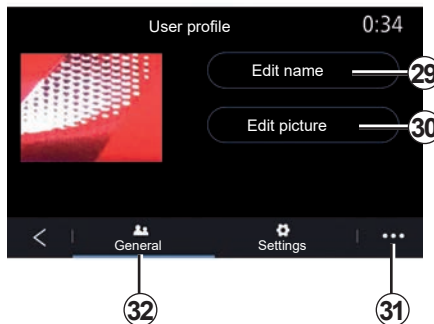 User profile
0:34
Edit name
29
Edit picture
30
General
Settings
32
31